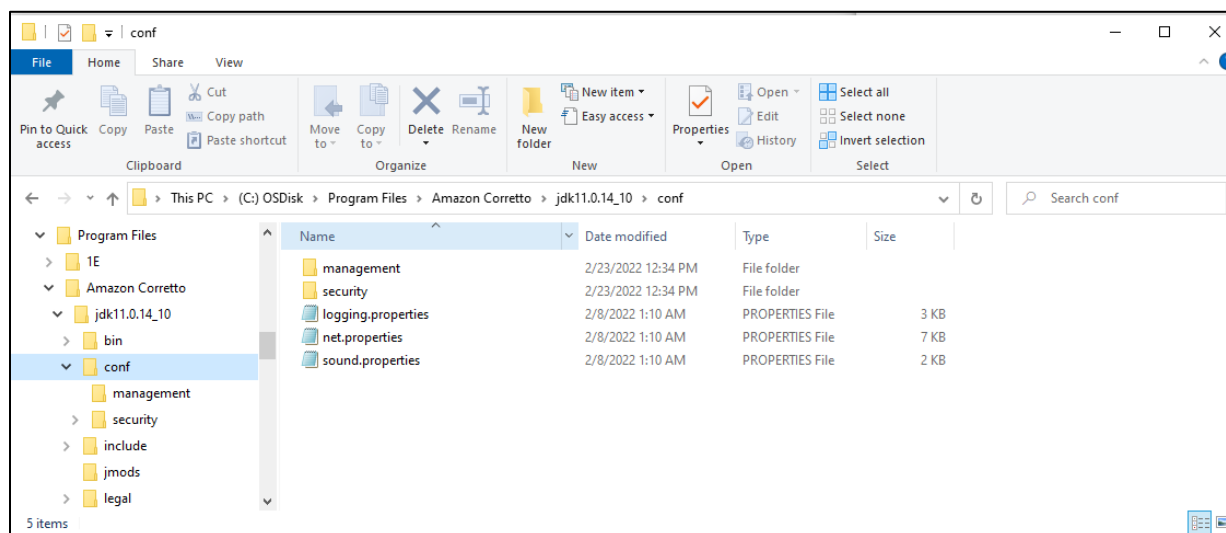 conf
File Home Share View
Pin to Quick access
Copy
Paste
Cut
Copy path
Paste shortcut
Clipboard
Move to
Copy to
Delete
Rename
Organize
New folder
New item
Easy access
New
Properties
Open
Edit
History
Open
Select all
Select none
Invert selection
Select
This PC > (C:) OSDisk > Program Files > Amazon Corretto > jdk11.0.14_10 > conf
Search conf
Program Files
1E
Amazon Corretto
jdk11.0.14_10
bin
conf
management
security
include
jmods
legal
Name Date modified Type Size
management 2/23/2022 12:34 PM File folder
security 2/23/2022 12:34 PM File folder
logging.properties 2/8/2022 1:10 AM PROPERTIES File 3 KB
net.properties 2/8/2022 1:10 AM PROPERTIES File 7 KB
sound.properties 2/8/2022 1:10 AM PROPERTIES File 2 KB
5 items